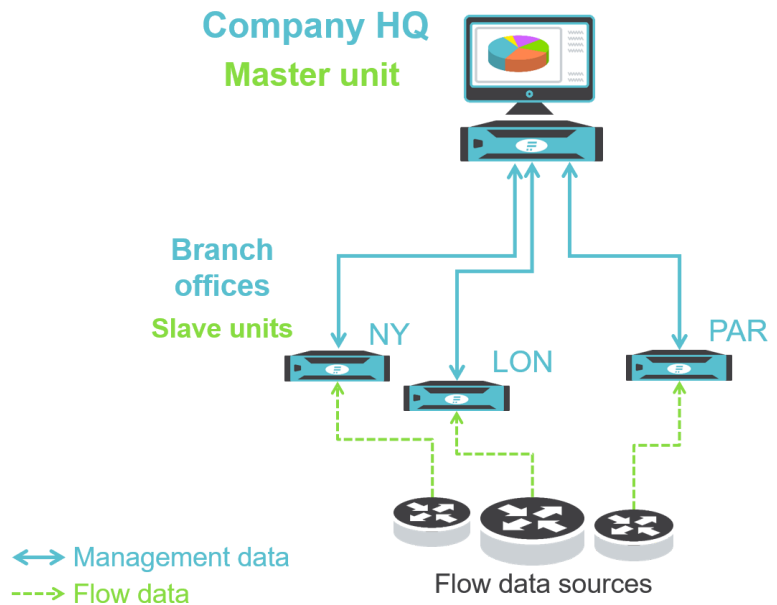 Company HQ
Master unit
Branch
offices
Slave units
NY
LON
PAR
Management data
Flow data
Flow data sources